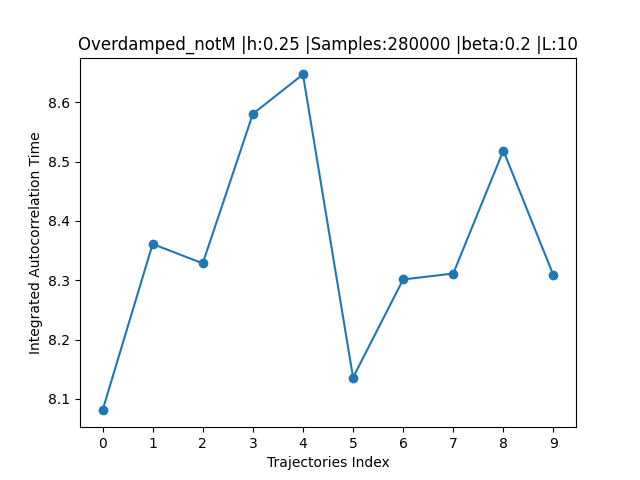 Overdamped_notM |h:0.25 |Samples:280000 |beta:0.2 |L:10
Integrated Autocorrelation Time
8.6
8.5
8.4
8.3
8.2
8.1
0 1 2 3 4 5 6 7 8 9
Trajectories Index